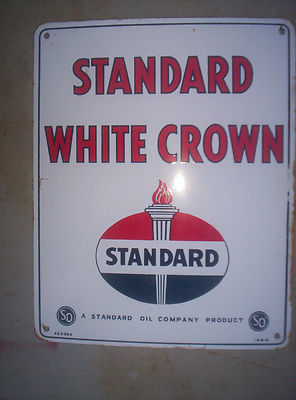 STANDARD
WHITE CROWN
STANDARD
SO A STANDARD OIL COMPANY PRODUCT SO